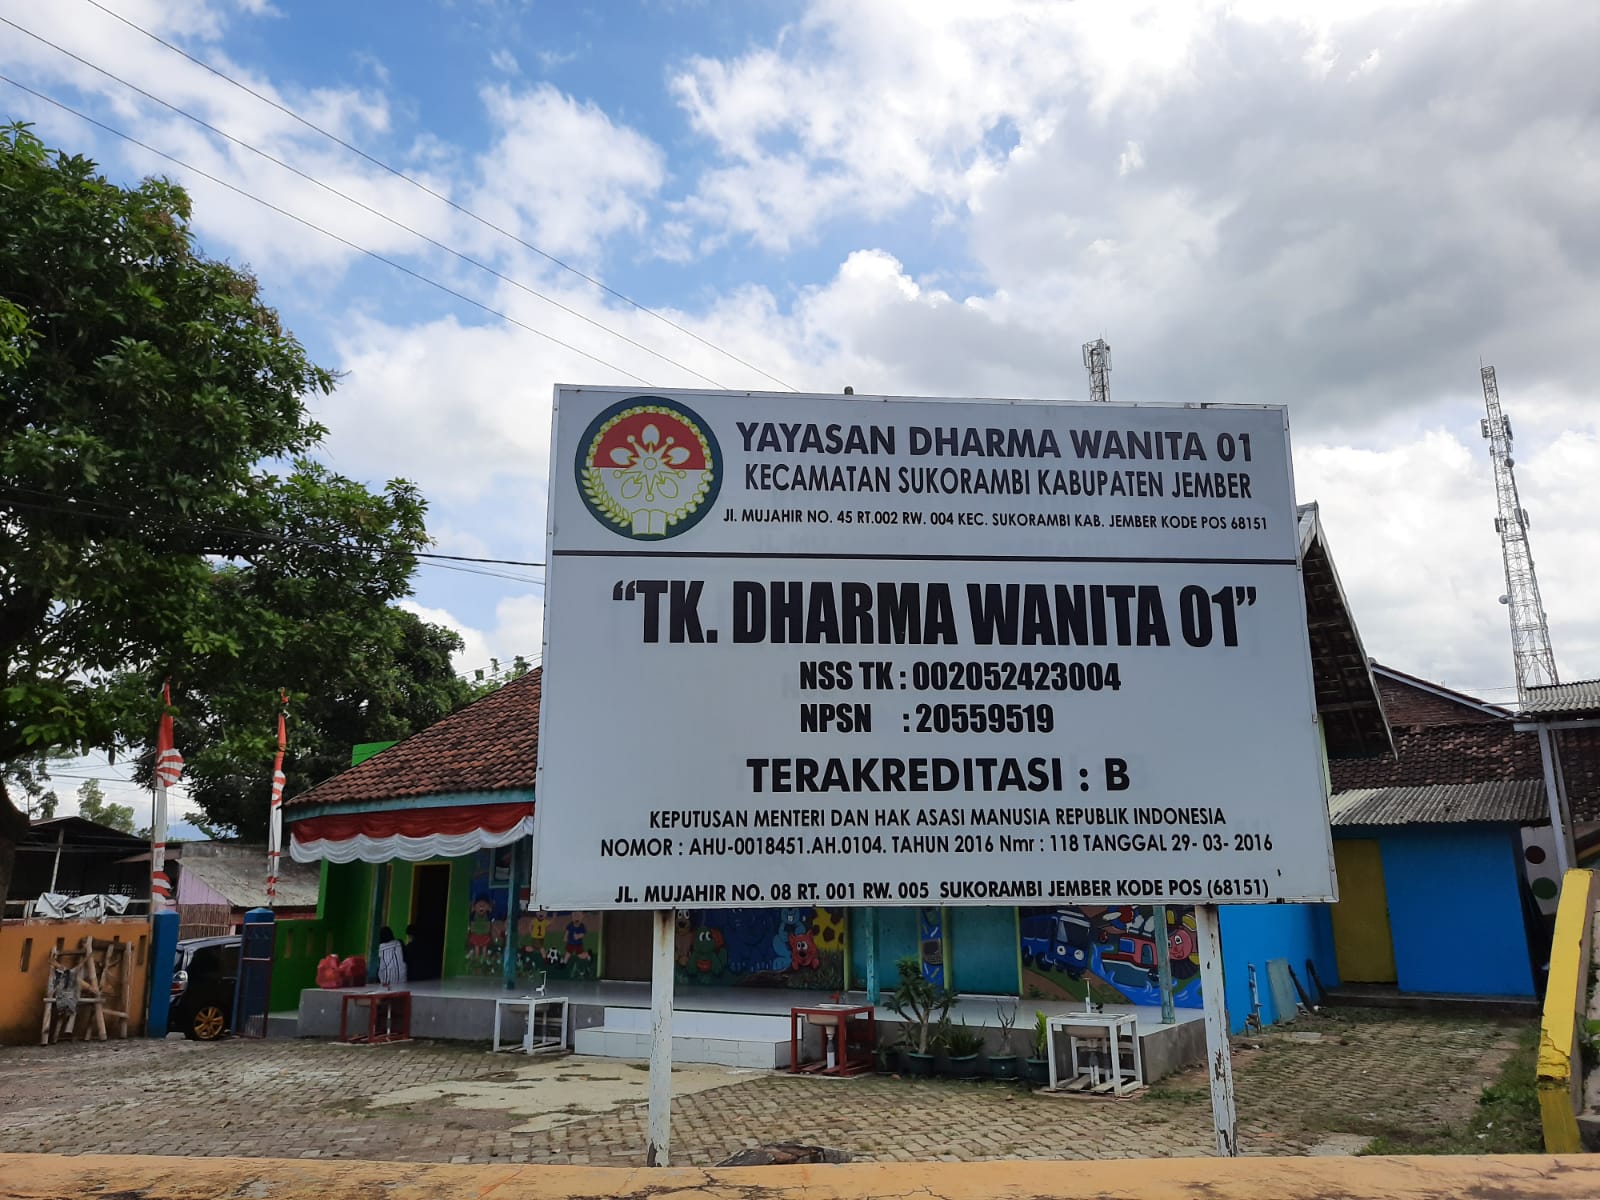 YAYASAN DHARMA WANITA 01
KECAMATAN SUKORAMBI KABUPATEN JEMBER
Jl. MUJAHIR NO. 45 RT.002 RW. 004 KEC. SUKORAMBI KAB. JEMBER KODE POS 68151
“TK. DHARMA WANITA 01”
NSS TK : 002052423004
NPSN : 20559519
TERAKREDITASI : B
KEPUTUSAN MENTERI DAN HAK ASASI MANUSIA REPUBLIK INDONESIA
NOMOR : AHU-0018451.AH.0104. TAHUN 2016 Nmr : 118 TANGGAL 29- 03- 2016
JL. MUJAHIR NO. 08 RT. 001 RW. 005 SUKORAMBI JEMBER KODE POS (68151)